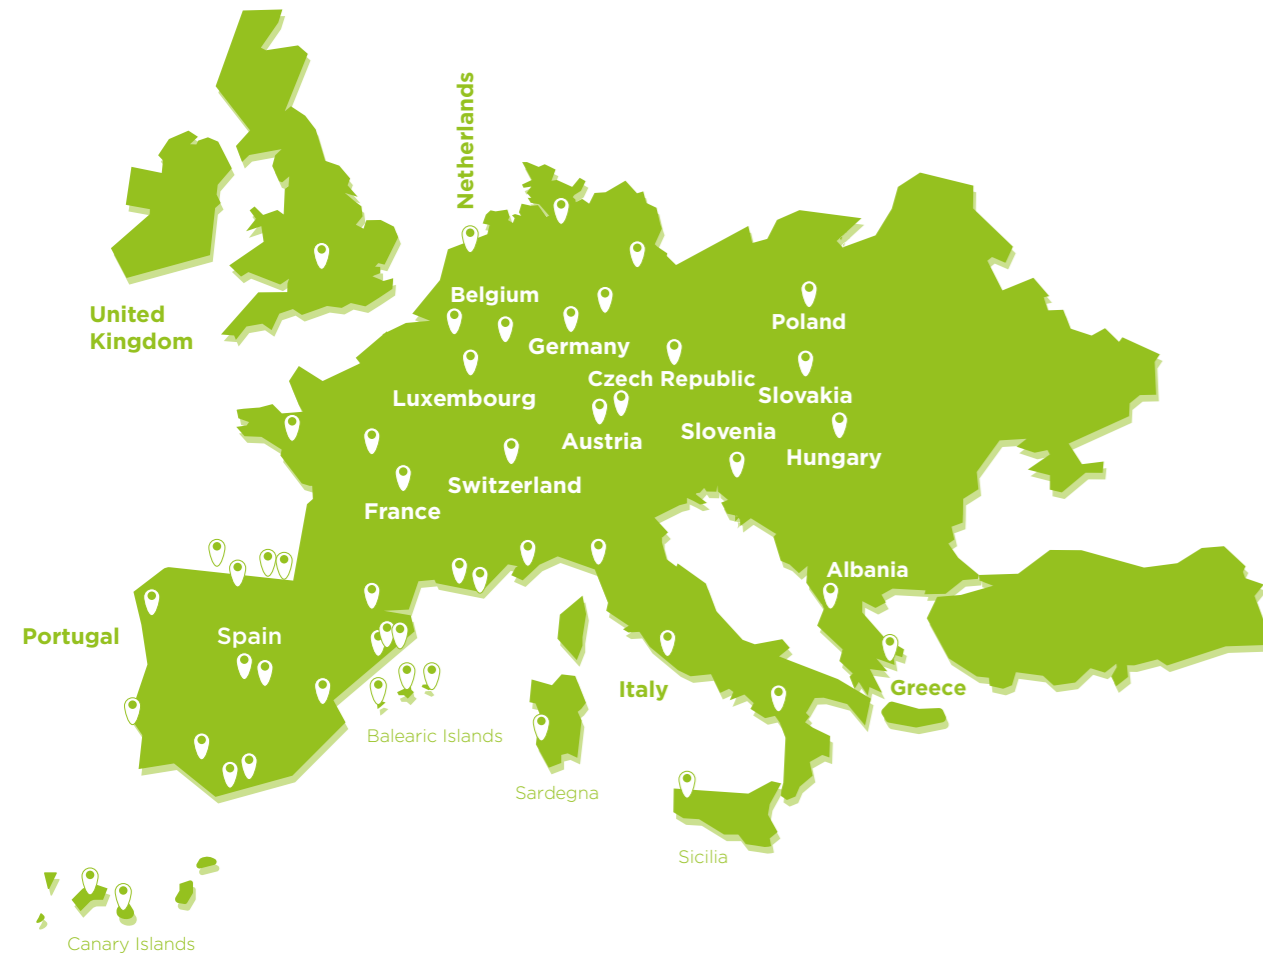 Netherlands
Belgium
United
Kingdom
Poland
Germany
Czech Republic
Luxembourg
Slovakia
Austria
Slovenia
Hungary
Switzerland
France
Albania
Portugal
Spain
Italy
Greece
Balearic Islands
Sardegna
Sicilia
Canary Islands